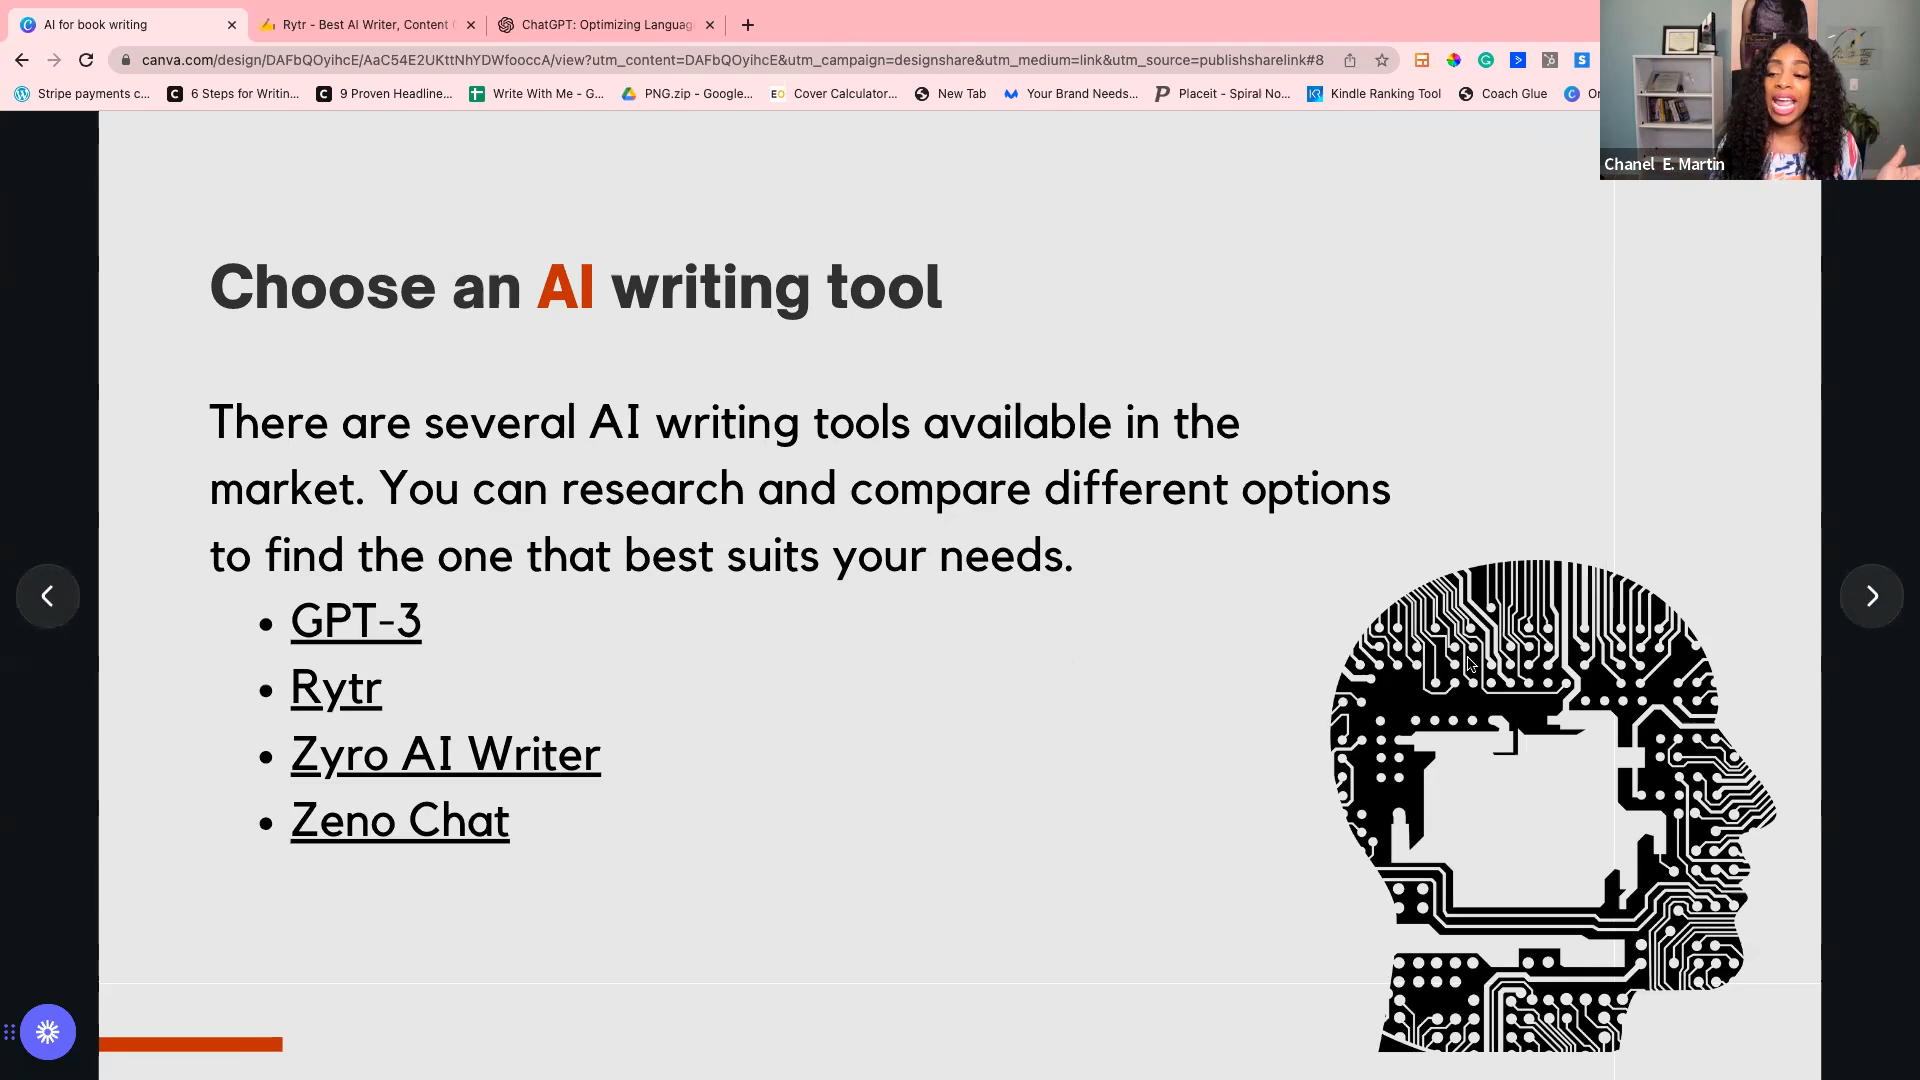 AI for book writing
Rytr - Best AI Writer, Content
ChatGPT: Optimizing Languag
canva.com/design/DAFbQOyihcE/AaC54E2UKttNhYDWfooccA/view?utm_content=DAFbQOyihcE&utm_campaign=designshare&utm_medium=link&utm_source=publishsharelink#8
Stripe payments c...
6 Steps for Writin...
9 Proven Headline...
Write With Me - G...
PNG.zip - Google...
EO Cover Calculator...
New Tab
Your Brand Needs...
Placeit - Spiral No...
KR Kindle Ranking Tool
Coach Glue
Chanel E. Martin
Choose an AI writing tool
There are several AI writing tools available in the
market. You can research and compare different options
to find the one that best suits your needs.
• GPT-3
• Rytr
• Zyro AI Writer
• Zeno Chat